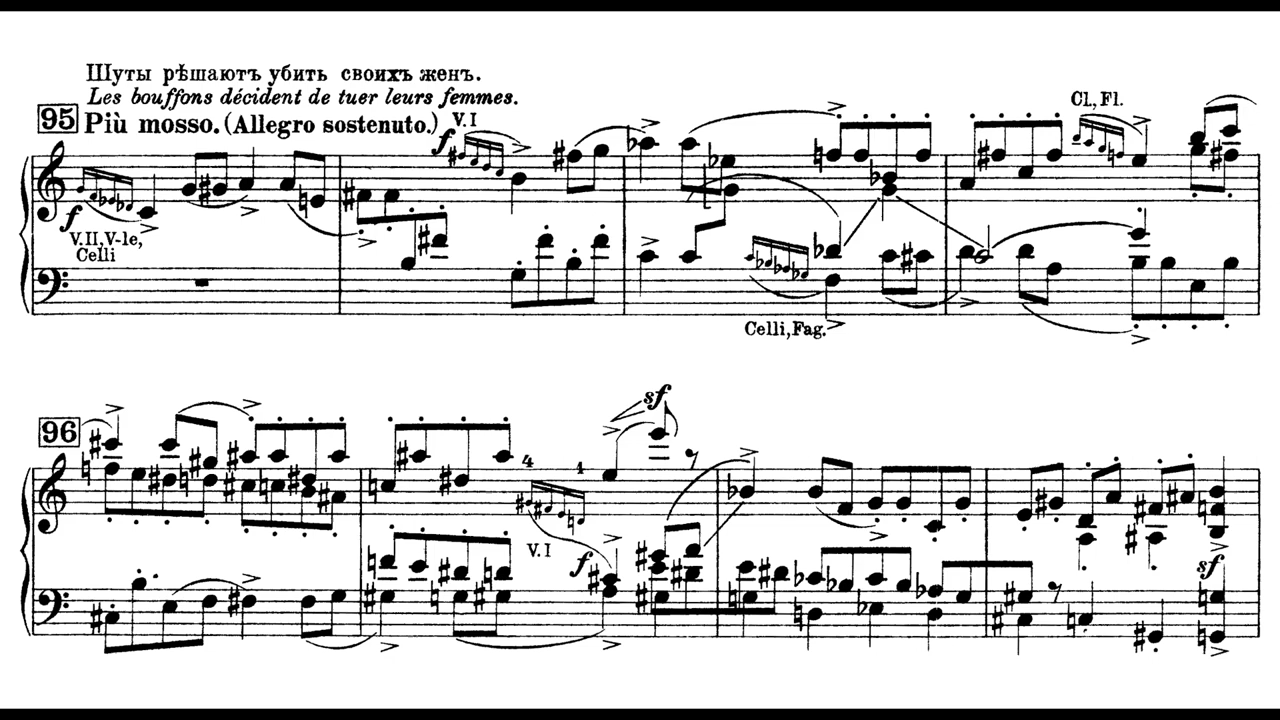 Шуты рѣшаютъ убить своихъ женъ.
Les bouffons décident de tuer leurs femmes.
95 Più mosso. (Allegro sostenuto.) V. I
f
f
V. II, V-le,
Celli
Cl., Fl.
Celli, Fag.
96
sf
4 1
V. I
f
sf